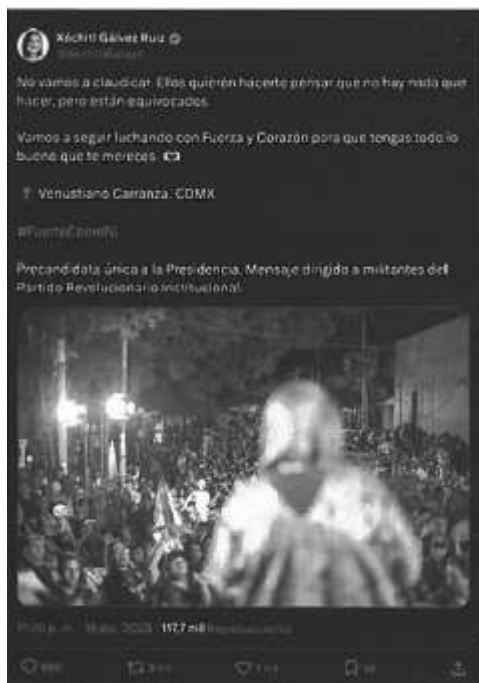 Xóchitl Gálvez Ruiz
No vamos a claudicar. Ellos quieren hacerte pensar que no hay nada que
hacer, pero están equivocados.
Vamos a seguir luchando con Fuerza y Corazón para que tengas todo lo
bueno que te mereces.
Venustiano Carranza, CDMX
Precandidata única a la Presidencia. Mensaje dirigido a militantes del
Partido Revolucionario Institucional.
117,7 mil